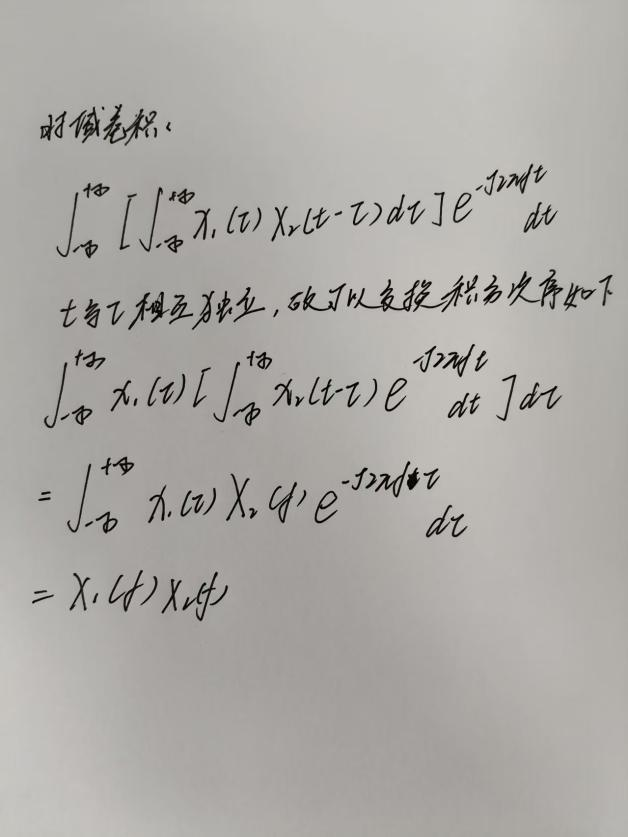 时域卷积：
∫_{-∞}^{+∞} [∫_{-∞}^{+∞} x₁(τ) x₂(t-τ) dτ] e^{-j2πft} dt
t与τ相互独立，故可以交换积分次序如下
∫_{-∞}^{+∞} x₁(τ) [∫_{-∞}^{+∞} x₂(t-τ) e^{-j2πft} dt] dτ
= ∫_{-∞}^{+∞} x₁(τ) X₂(f) e^{-j2πfτ} dτ
= X₁(f) X₂(f)